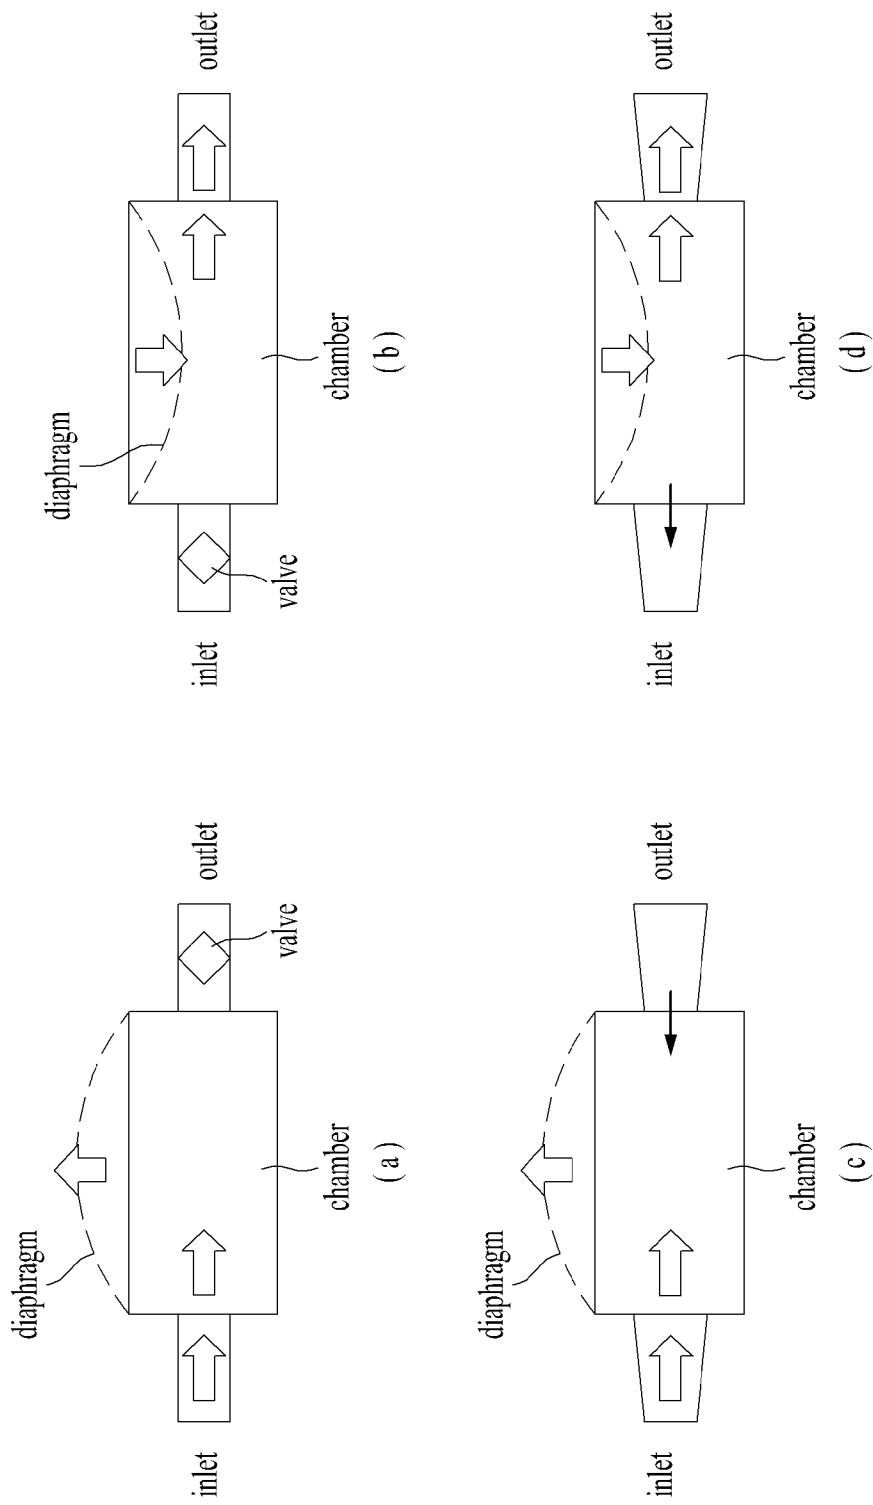 diaphragm
inlet
outlet
valve
chamber
( a )
diaphragm
inlet
outlet
valve
chamber
( b )
diaphragm
inlet
outlet
chamber
( c )
inlet
outlet
chamber
( d )